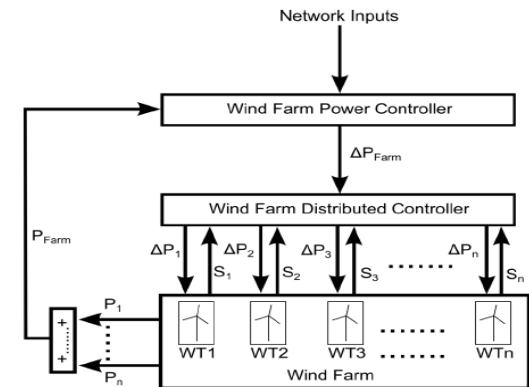 Network Inputs
Wind Farm Power Controller
ΔP_Farm
Wind Farm Distributed Controller
P_Farm
ΔP_1 S_1 ΔP_2 S_2 ΔP_3 S_3 ........ ΔP_n S_n
P_1
+ ........ +
P_n
WT1 WT2 WT3 ........ WTn
Wind Farm